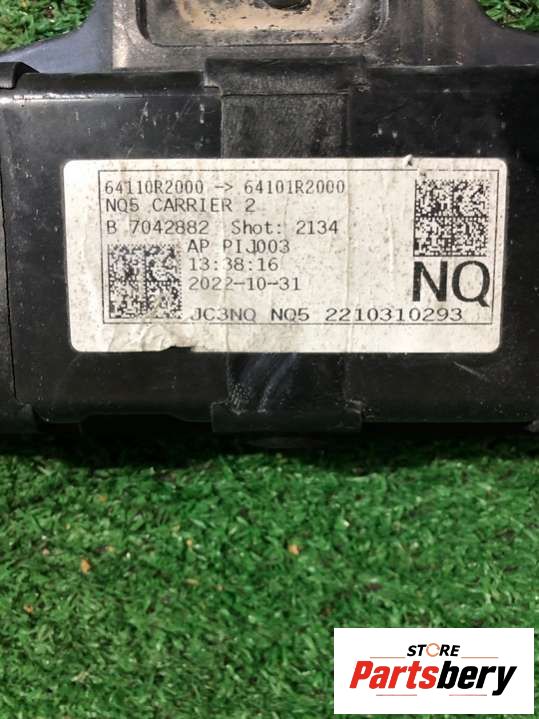 64110R2000 -> 64101R2000
NQ5 CARRIER 2
B 7042882 Shot: 2134
AP PIJ003
13:38:16
2022-10-31
NQ
JC3NQ NQ5 2210310293
STORE
Partsbery